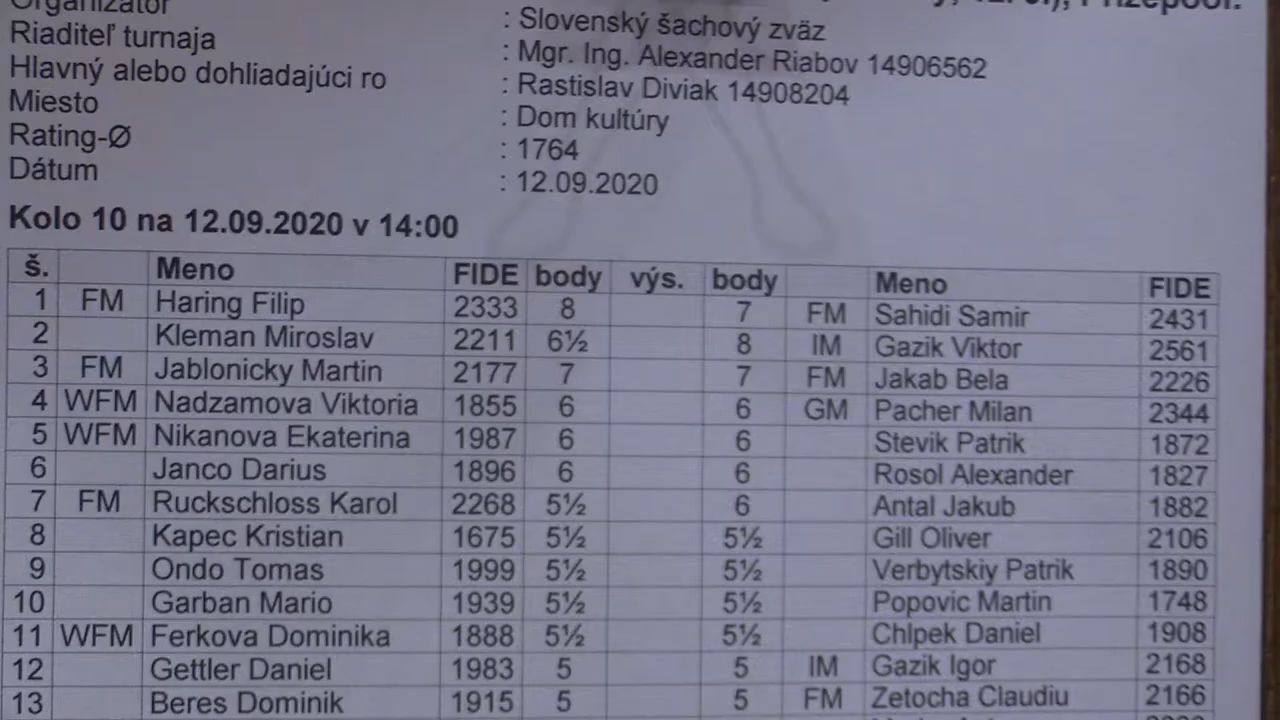 Organizátor : Slovenský šachový zväz
Riaditeľ turnaja : Mgr. Ing. Alexander Riabov 14906562
Hlavný alebo dohliadajúci ro : Rastislav Diviak 14908204
Miesto : Dom kultúry
Rating-Ø : 1764
Dátum : 12.09.2020
Kolo 10 na 12.09.2020 v 14:00
š. Meno FIDE body výs. body Meno FIDE
1 FM Haring Filip 2333 8 7 FM Sahidi Samir 2431
2 Kleman Miroslav 2211 6½ 8 IM Gazik Viktor 2561
3 FM Jablonicky Martin 2177 7 7 FM Jakab Bela 2226
4 WFM Nadzamova Viktoria 1855 6 6 GM Pacher Milan 2344
5 WFM Nikanova Ekaterina 1987 6 6 Stevik Patrik 1872
6 Janco Darius 1896 6 6 Rosol Alexander 1827
7 FM Ruckschloss Karol 2268 5½ 6 Antal Jakub 1882
8 Kapec Kristian 1675 5½ 5½ Gill Oliver 2106
9 Ondo Tomas 1999 5½ 5½ Verbytskiy Patrik 1890
10 Garban Mario 1939 5½ 5½ Popovic Martin 1748
11 WFM Ferkova Dominika 1888 5½ 5½ Chlpek Daniel 1908
12 Gettler Daniel 1983 5 5 IM Gazik Igor 2168
13 Beres Dominik 1915 5 5 FM Zetocha Claudiu 2166